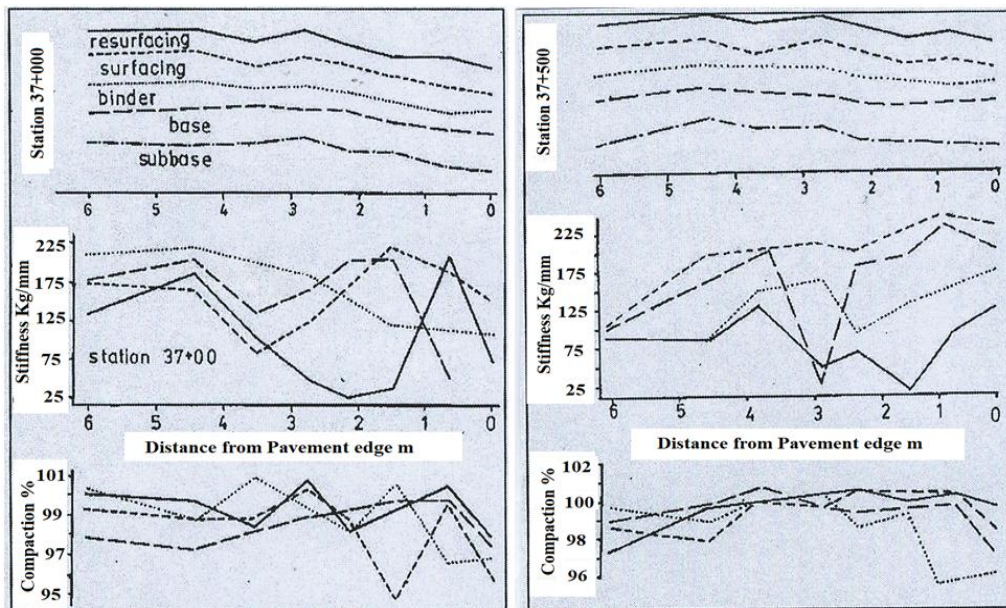 Station 37+000
resurfacing
surfacing
binder
base
subbase
6 5 4 3 2 1 0
Stiffness Kg/mm
225
175
125
75
25
station 37+00
6 5 4 3 2 1 0
Distance from Pavement edge m
Compaction %
101
99
97
95
Station 37+500
6 5 4 3 2 1 0
Stiffness Kg/mm
225
175
125
75
25
6 5 4 3 2 1 0
Distance from Pavement edge m
Compaction %
102
100
98
96